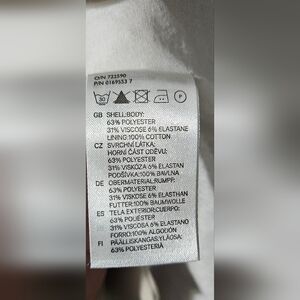 O/N 722590
P/N 0169553 7
30 P
GB SHELL:BODY:
63% POLYESTER
31% VISCOSE 6% ELASTANE
LINING:100% COTTON
CZ SVRCHNÍ LÁTKA:
HORNÍ ČÁST ODĚVU:
63% POLYESTER
31% VISKÓZA 6% ELASTAN
PODŠÍVKA:100% BAVLNA
DE OBERMATERIAL:RUMPF:
63% POLYESTER
31% VISKOSE 6% ELASTHAN
FUTTER:100% BAUMWOLLE
ES TELA EXTERIOR:CUERPO:
63% POLIESTER
31% VISCOSA 6% ELASTANO
FORRO:100% ALGODÓN
FI PÄÄLLIKANGAS:YLÄOSA:
63% POLYESTERIÄ